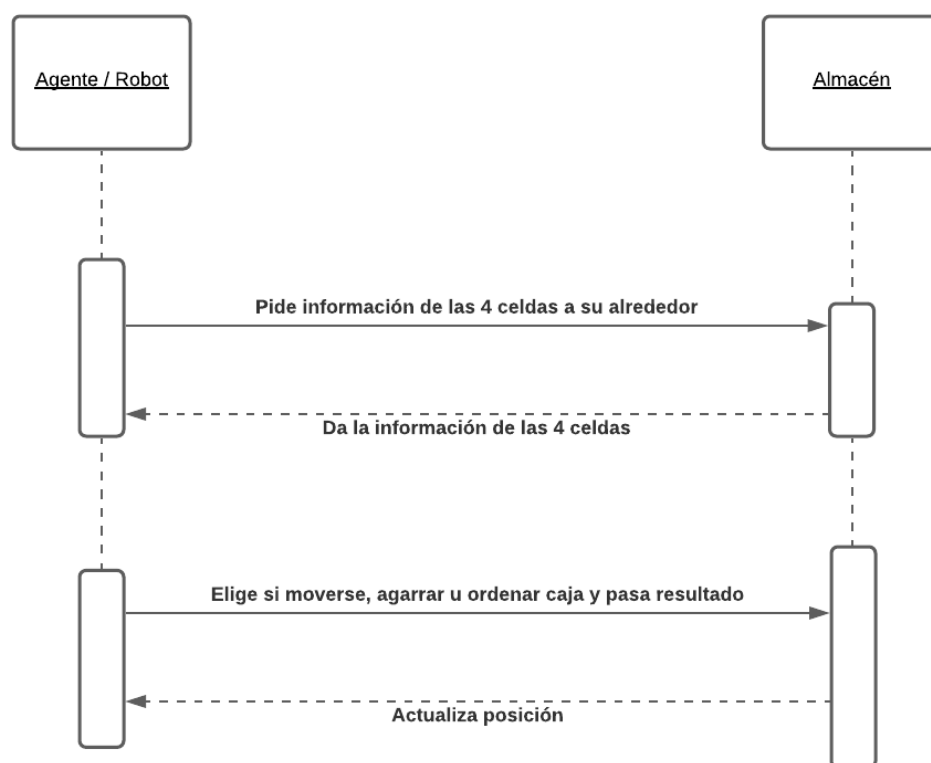 Agente / Robot
Almacén
Pide información de las 4 celdas a su alrededor
Da la información de las 4 celdas
Elige si moverse, agarrar u ordenar caja y pasa resultado
Actualiza posición